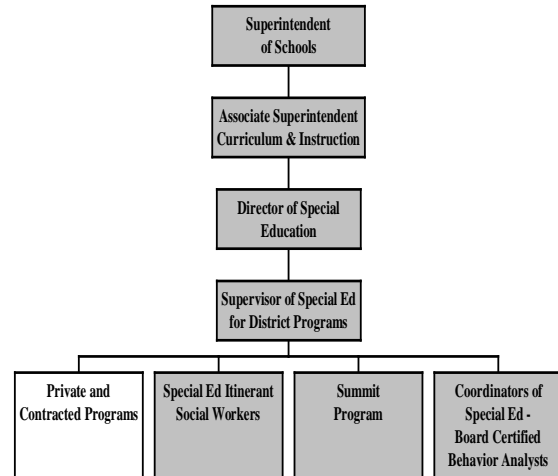 Superintendent
of Schools
Associate Superintendent
Curriculum & Instruction
Director of Special
Education
Supervisor of Special Ed
for District Programs
Private and
Contracted Programs
Special Ed Itinerant
Social Workers
Summit
Program
Coordinators of
Special Ed -
Board Certified
Behavior Analysts